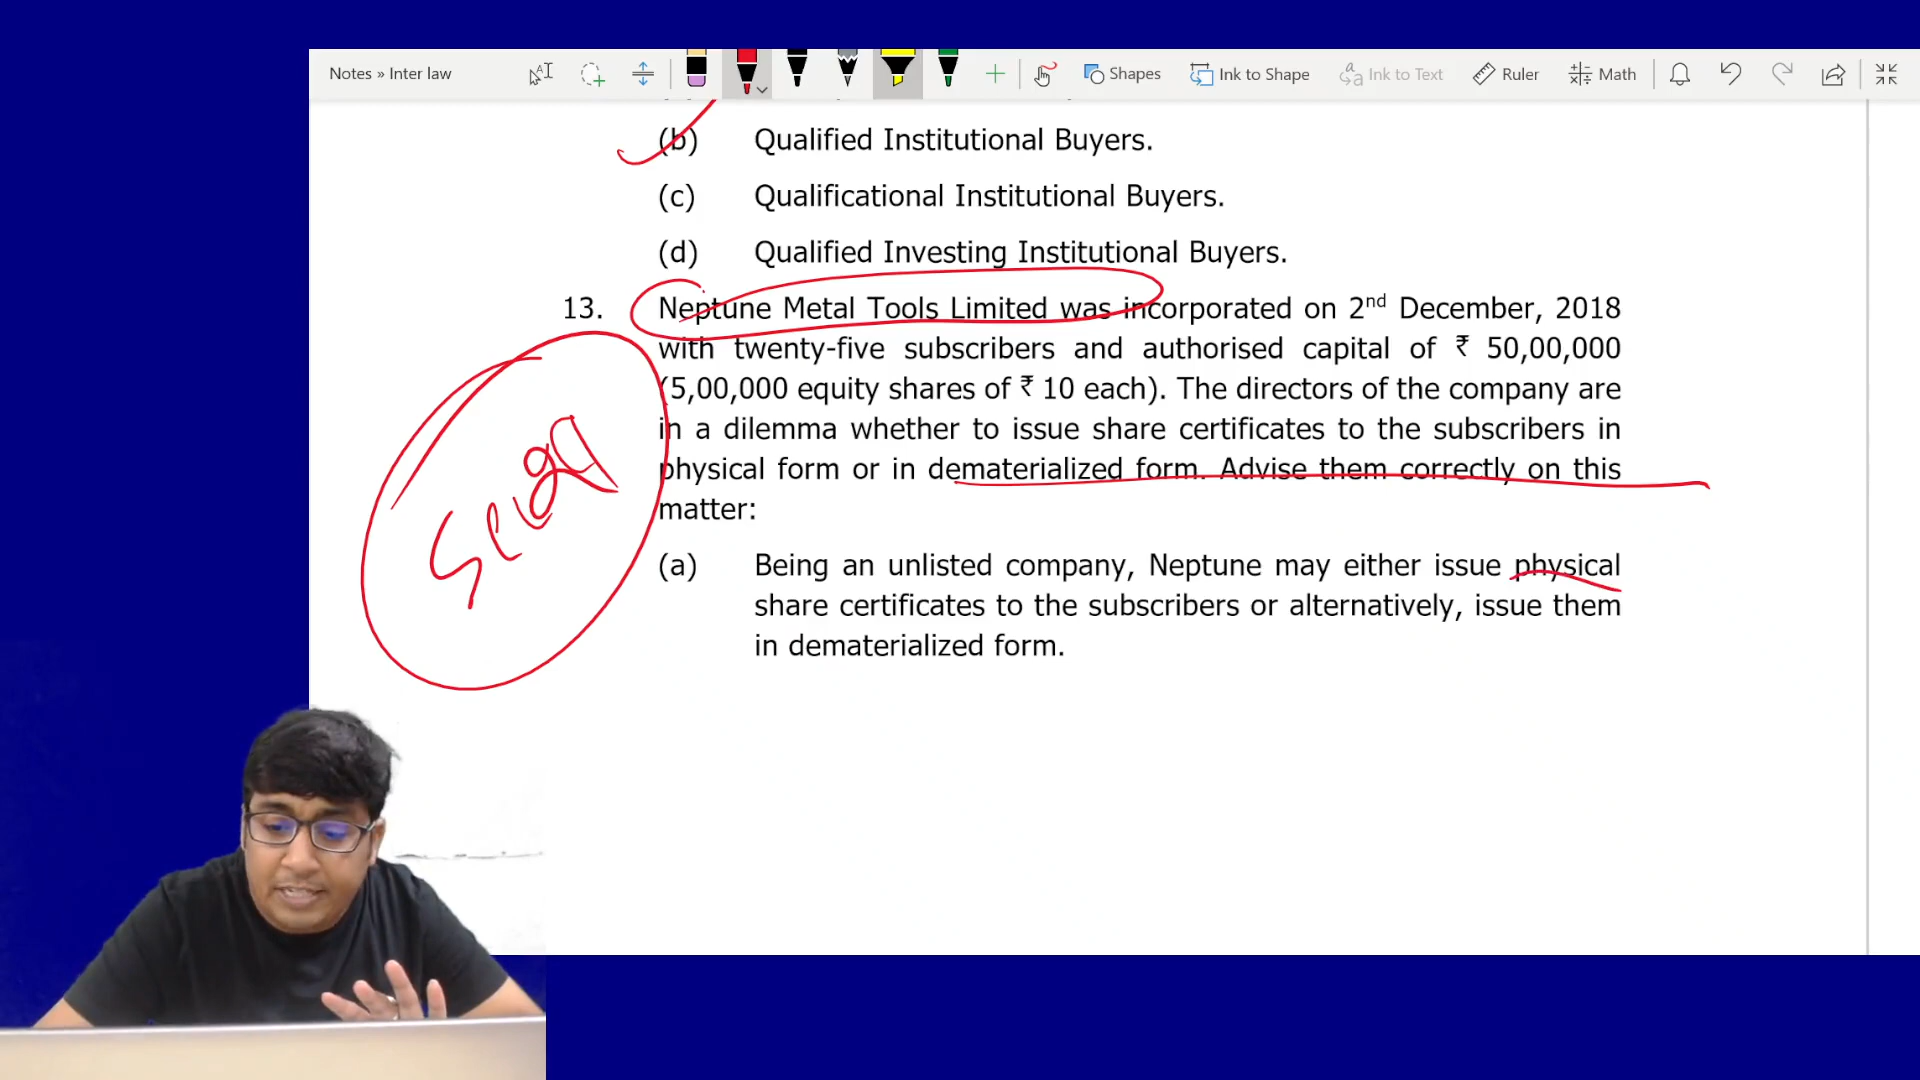 Notes » Inter law
Shapes
Ink to Shape
Ink to Text
Ruler
Math
(b) Qualified Institutional Buyers.
(c) Qualificational Institutional Buyers.
(d) Qualified Investing Institutional Buyers.
13. Neptune Metal Tools Limited was incorporated on 2nd December, 2018
with twenty-five subscribers and authorised capital of ₹ 50,00,000
(5,00,000 equity shares of ₹ 10 each). The directors of the company are
in a dilemma whether to issue share certificates to the subscribers in
physical form or in dematerialized form. Advise them correctly on this
matter:
(a) Being an unlisted company, Neptune may either issue physical
share certificates to the subscribers or alternatively, issue them
in dematerialized form.